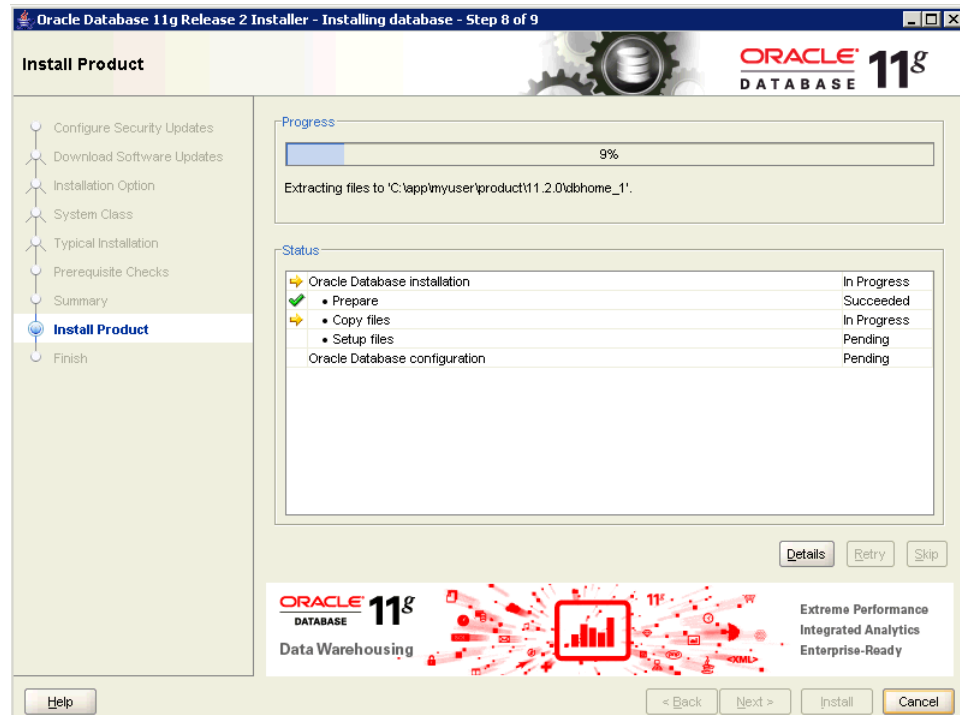 Oracle Database 11g Release 2 Installer - Installing database - Step 8 of 9
Install Product
ORACLE DATABASE 11g
Configure Security Updates
Download Software Updates
Installation Option
System Class
Typical Installation
Prerequisite Checks
Summary
Install Product
Finish
Progress
9%
Extracting files to 'C:\app\myuser\product\11.2.0\dbhome_1'.
Status
Oracle Database installation In Progress
• Prepare Succeeded
• Copy files In Progress
• Setup files Pending
Oracle Database configuration Pending
Details Retry Skip
ORACLE DATABASE 11g
Data Warehousing
11g
<XML>
Extreme Performance
Integrated Analytics
Enterprise-Ready
Help < Back Next > Install Cancel